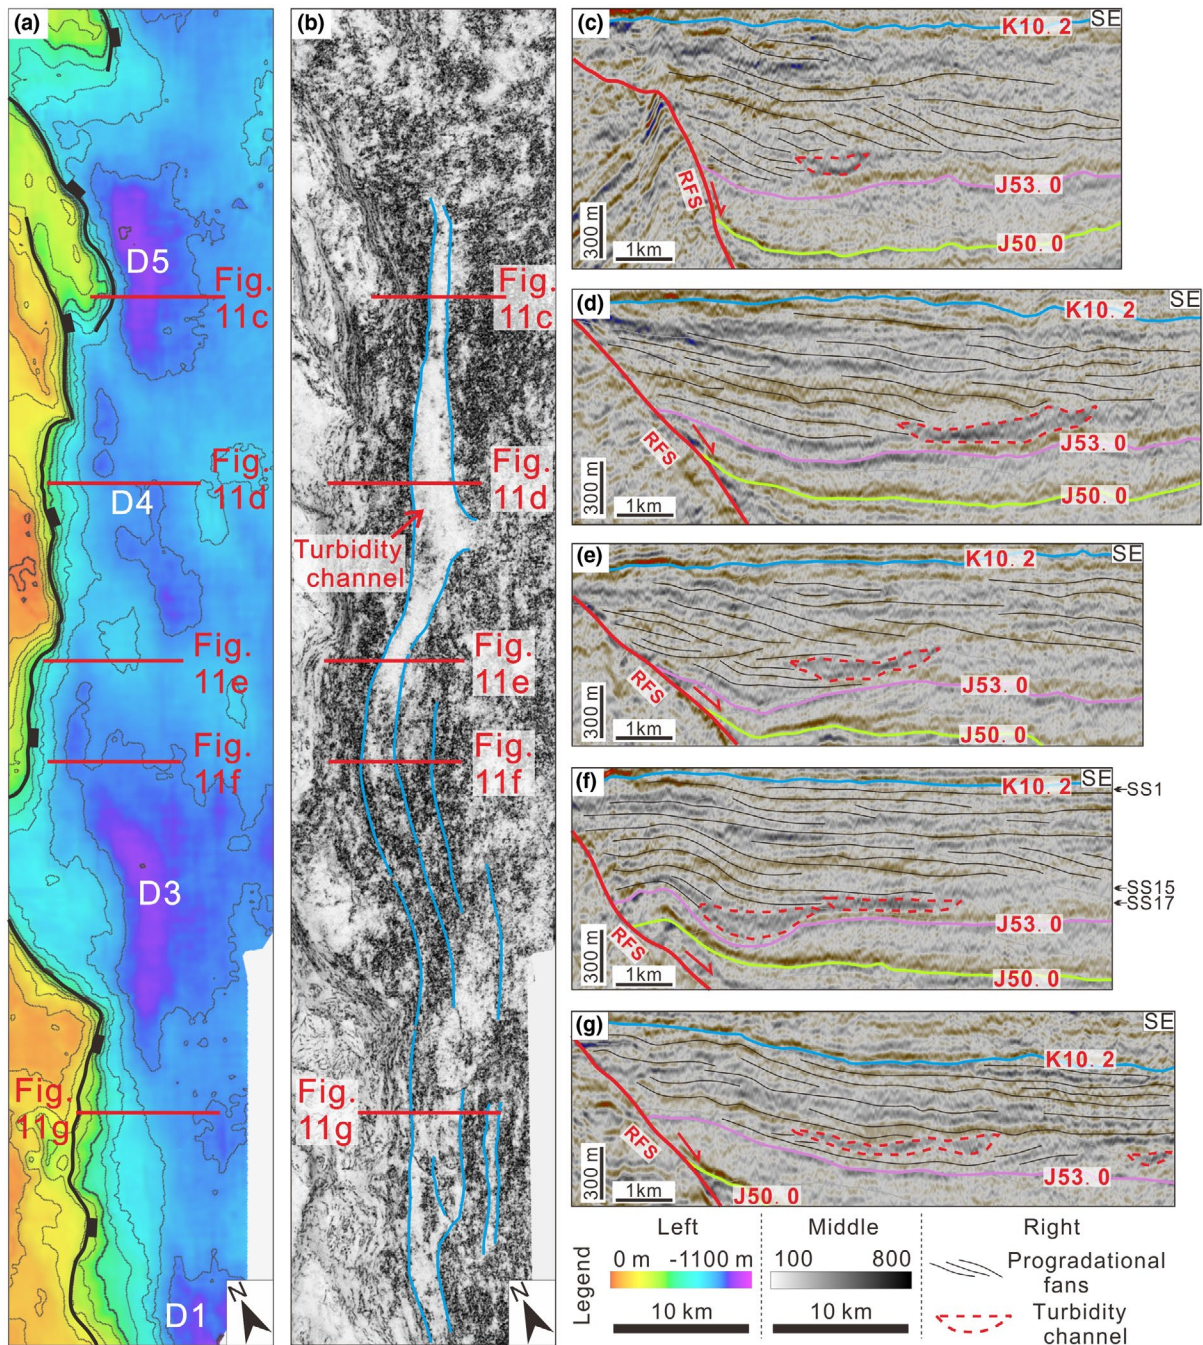 (a)
D5
Fig.
11c
D4
Fig.
11d
Fig.
11e
Fig.
11f
D3
Fig.
11g
D1
N
(b)
Fig.
11c
Fig.
11d
Turbidity
channel
Fig.
11e
Fig.
11f
Fig.
11g
N
(c)
K10.2
SE
RFS
J53.0
J50.0
300 m
1km
(d)
K10.2
SE
RFS
J53.0
J50.0
300 m
1km
(e)
K10.2
SE
RFS
J53.0
J50.0
300 m
1km
(f)
K10.2
SE
SS1
SS15
SS17
RFS
J53.0
J50.0
300 m
1km
(g)
K10.2
SE
RFS
J53.0
J50.0
300 m
1km
Legend
Left Middle Right
0 m -1100 m 100 800 Progradational
fans
10 km 10 km Turbidity
channel